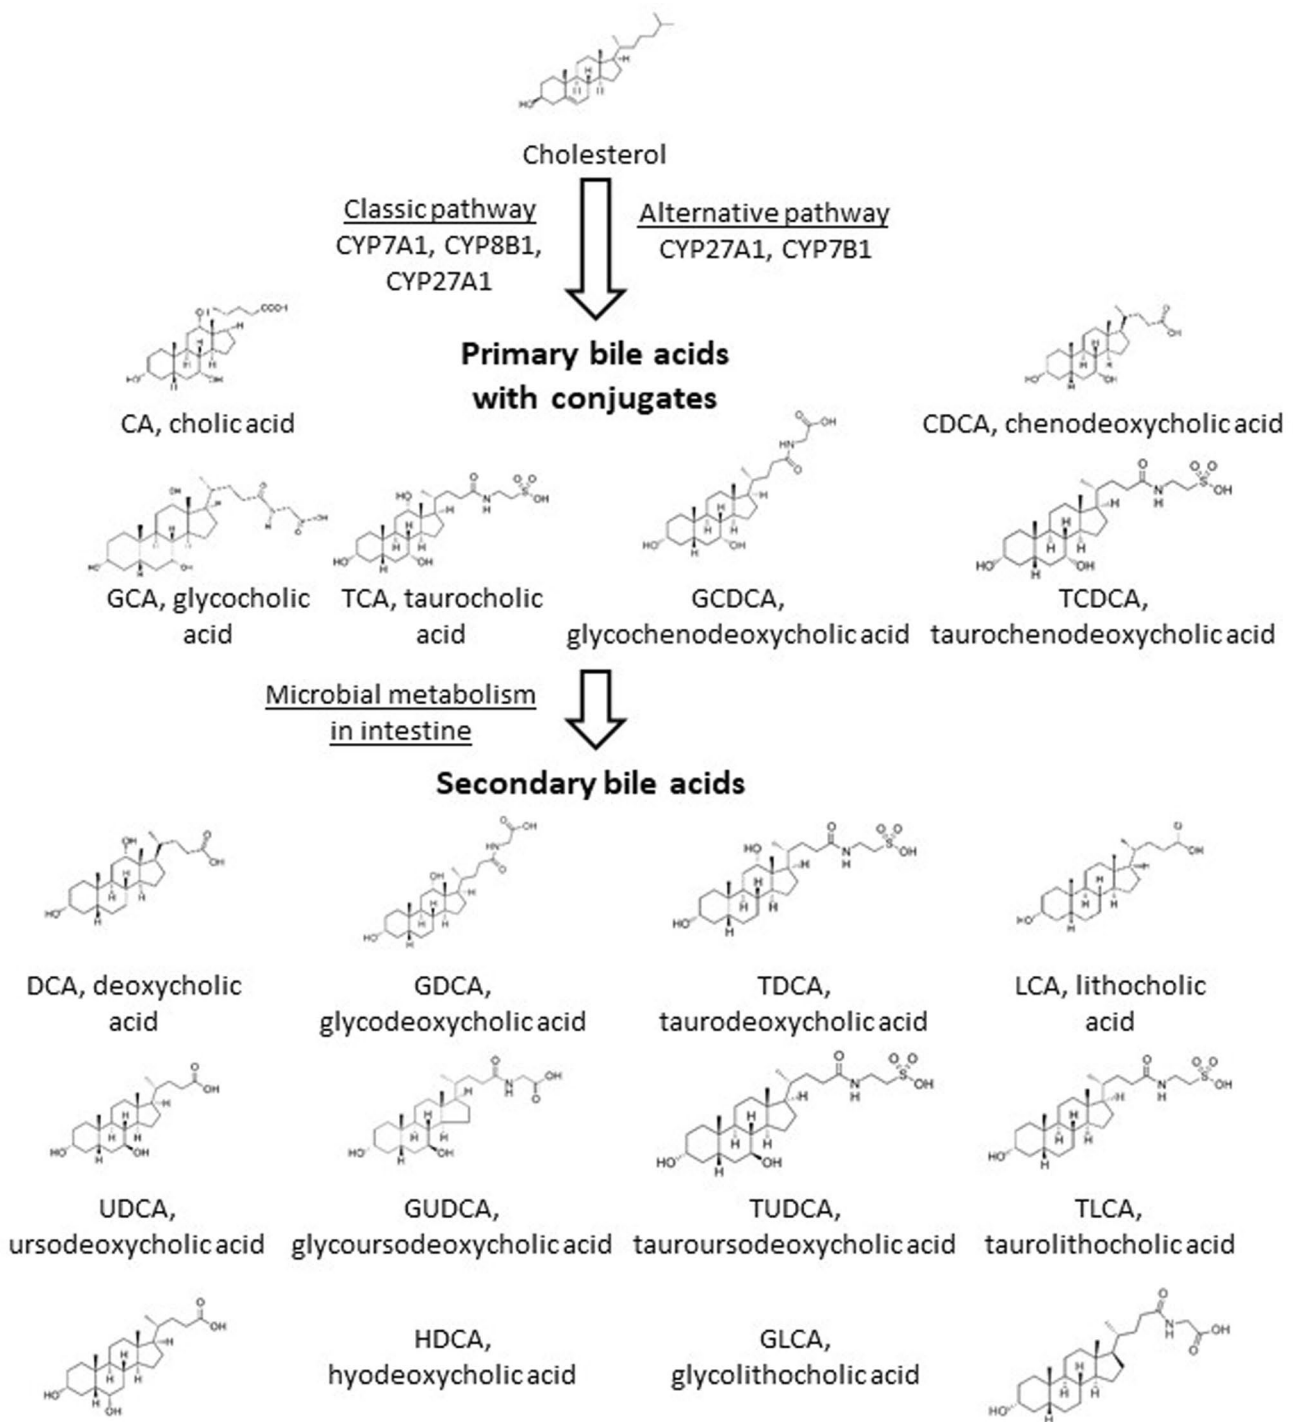 Cholesterol
Classic pathway
CYP7A1, CYP8B1,
CYP27A1
Alternative pathway
CYP27A1, CYP7B1
Primary bile acids
with conjugates
CA, cholic acid
CDCA, chenodeoxycholic acid
GCA, glycocholic
acid
TCA, taurocholic
acid
GCDCA,
glycochenodeoxycholic acid
TCDCA,
taurochenodeoxycholic acid
Microbial metabolism
in intestine
Secondary bile acids
DCA, deoxycholic
acid
GDCA,
glycodeoxycholic acid
TDCA,
taurodeoxycholic acid
LCA, lithocholic
acid
UDCA,
ursodeoxycholic acid
GUDCA,
glycoursodeoxycholic acid
TUDCA,
tauroursodeoxycholic acid
TLCA,
taurolithocholic acid
HDCA,
hyodeoxycholic acid
GLCA,
glycolithocholic acid